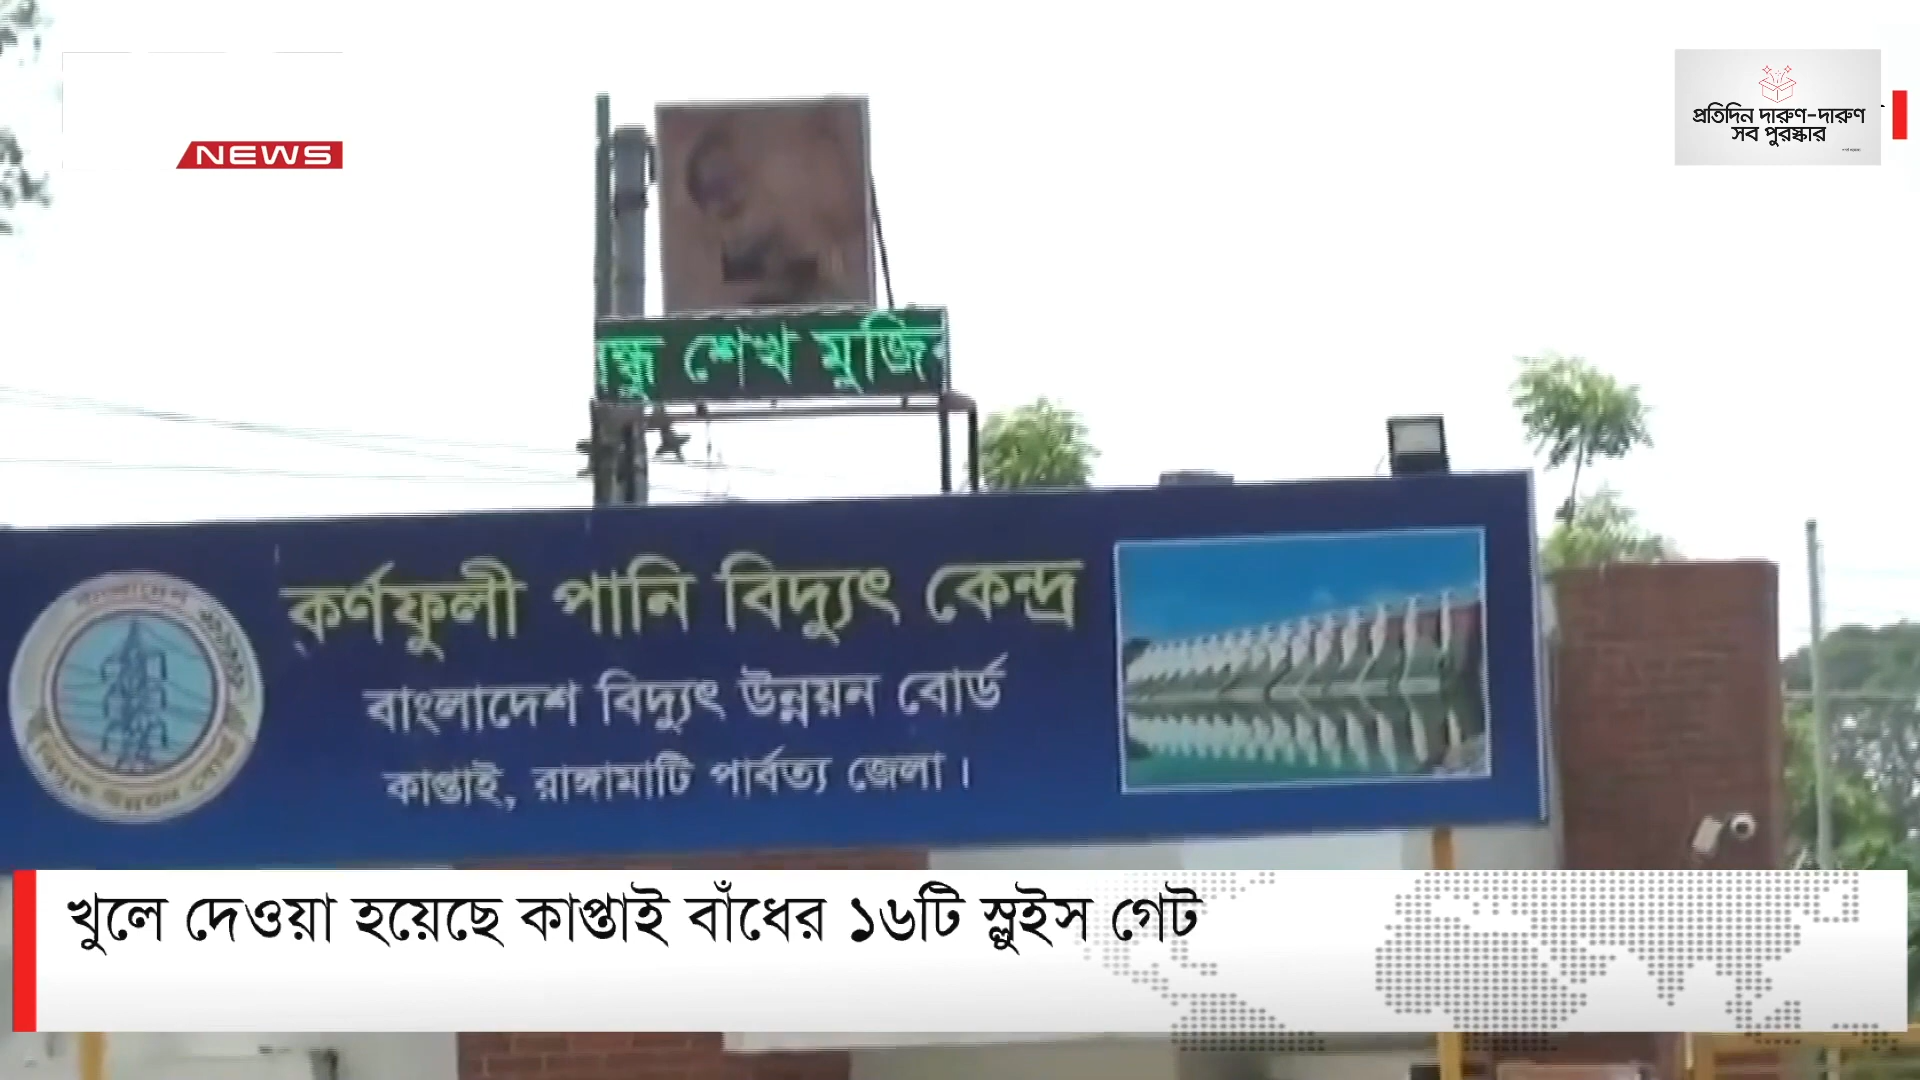 NEWS
প্রতিদিন দারুণ-দারুণ
সব পুরস্কার
ন্ধু শেখ মুজিব
কর্ণফুলী পানি বিদ্যুৎ কেন্দ্র
বাংলাদেশ বিদ্যুৎ উন্নয়ন বোর্ড
কাপ্তাই, রাঙ্গামাটি পার্বত্য জেলা।
খুলে দেওয়া হয়েছে কাপ্তাই বাঁধের ১৬টি স্লুইস গেট